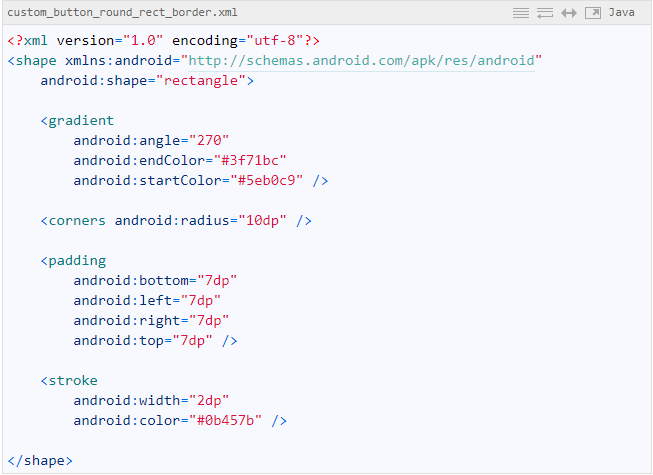 custom_button_round_rect_border.xml Java
<?xml version="1.0" encoding="utf-8"?>
<shape xmlns:android="http://schemas.android.com/apk/res/android"
    android:shape="rectangle">

    <gradient
        android:angle="270"
        android:endColor="#3f71bc"
        android:startColor="#5eb0c9" />

    <corners android:radius="10dp" />

    <padding
        android:bottom="7dp"
        android:left="7dp"
        android:right="7dp"
        android:top="7dp" />

    <stroke
        android:width="2dp"
        android:color="#0b457b" />

</shape>